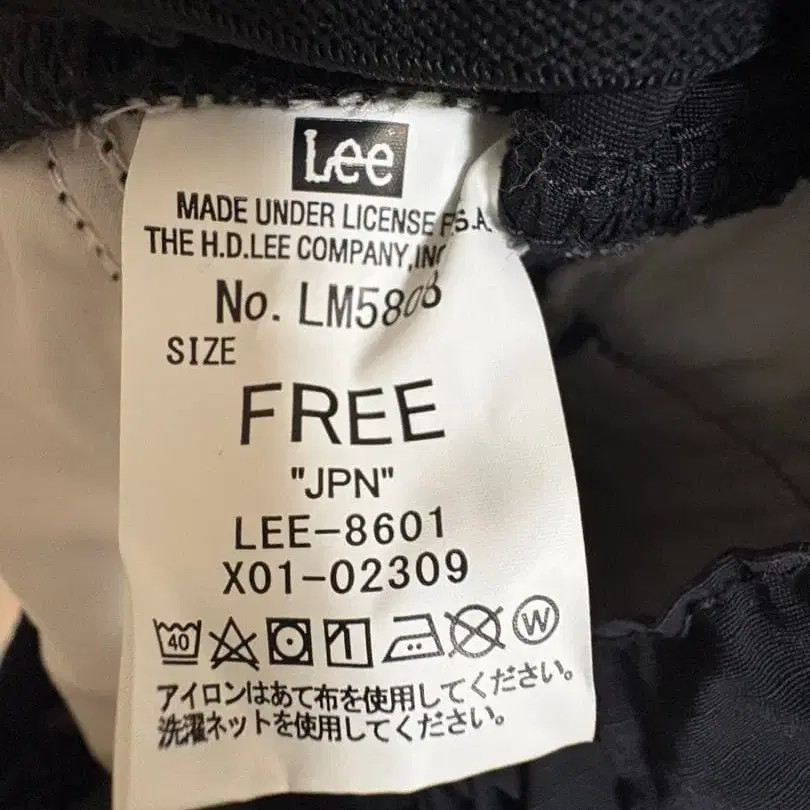 Lee
MADE UNDER LICENSE F
THE H.D.LEE COMPANY,INC
No. LM5808
SIZE
FREE
"JPN"
LEE-8601
X01-02309
40
W
アイロンはあて布を使用してください。
洗濯ネットを使用してください。